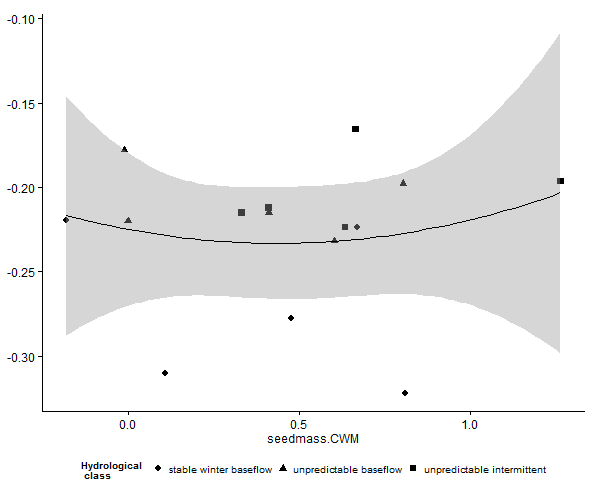 -0.10
-0.15
-0.20
-0.25
-0.30
0.0 0.5 1.0
seedmass.CWM
Hydrological
class
stable winter baseflow unpredictable baseflow unpredictable intermittent